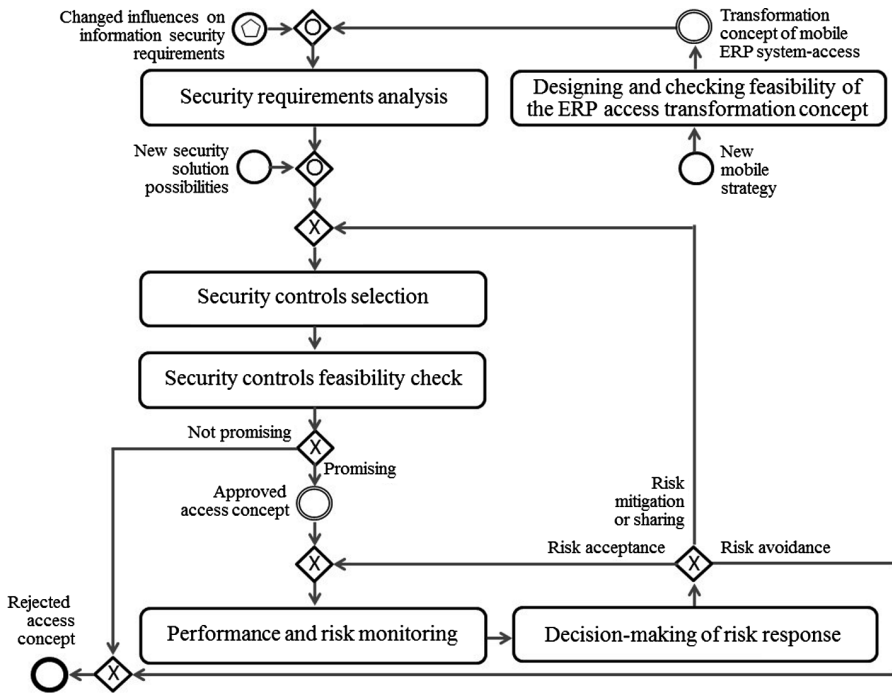 Changed influences on
information security
requirements
Transformation
concept of mobile
ERP system-access
Security requirements analysis
Designing and checking feasibility of
the ERP access transformation concept
New security
solution
possibilities
New
mobile
strategy
X
Security controls selection
Security controls feasibility check
Not promising
X
Promising
Approved
access concept
Risk
mitigation
or sharing
X
Risk acceptance
X
Risk avoidance
Rejected
access
concept
Performance and risk monitoring
Decision-making of risk response
X